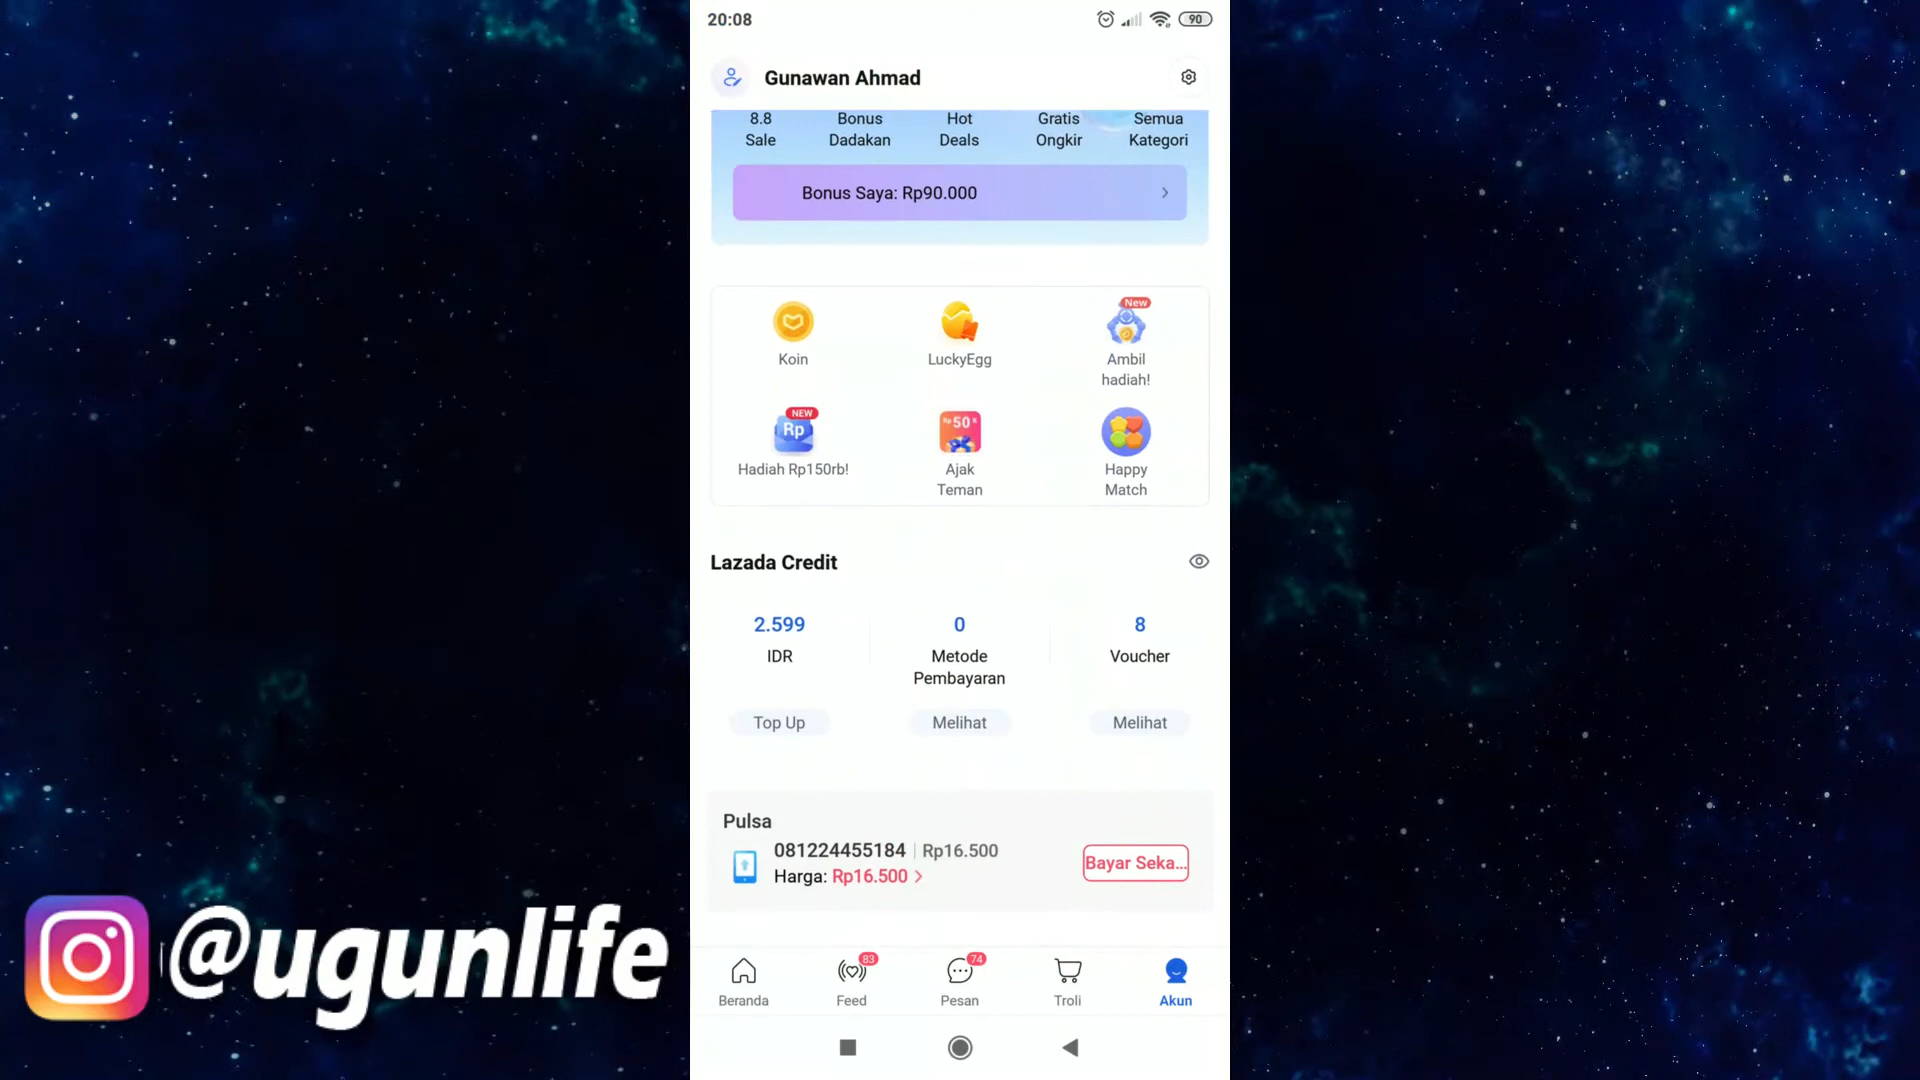 20:08
90
Gunawan Ahmad
8.8 Sale
Bonus Dadakan
Hot Deals
Gratis Ongkir
Semua Kategori
Bonus Saya: Rp90.000
Koin
LuckyEgg
New
Ambil hadiah!
NEW
Rp
Hadiah Rp150rb!
Rp 50 K
Ajak Teman
Happy Match
Lazada Credit
2.599
IDR
0
Metode Pembayaran
8
Voucher
Top Up
Melihat
Melihat
Pulsa
081224455184 | Rp16.500
Harga: Rp16.500 >
Bayar Seka...
@ugunlife
83
74
Beranda
Feed
Pesan
Troli
Akun